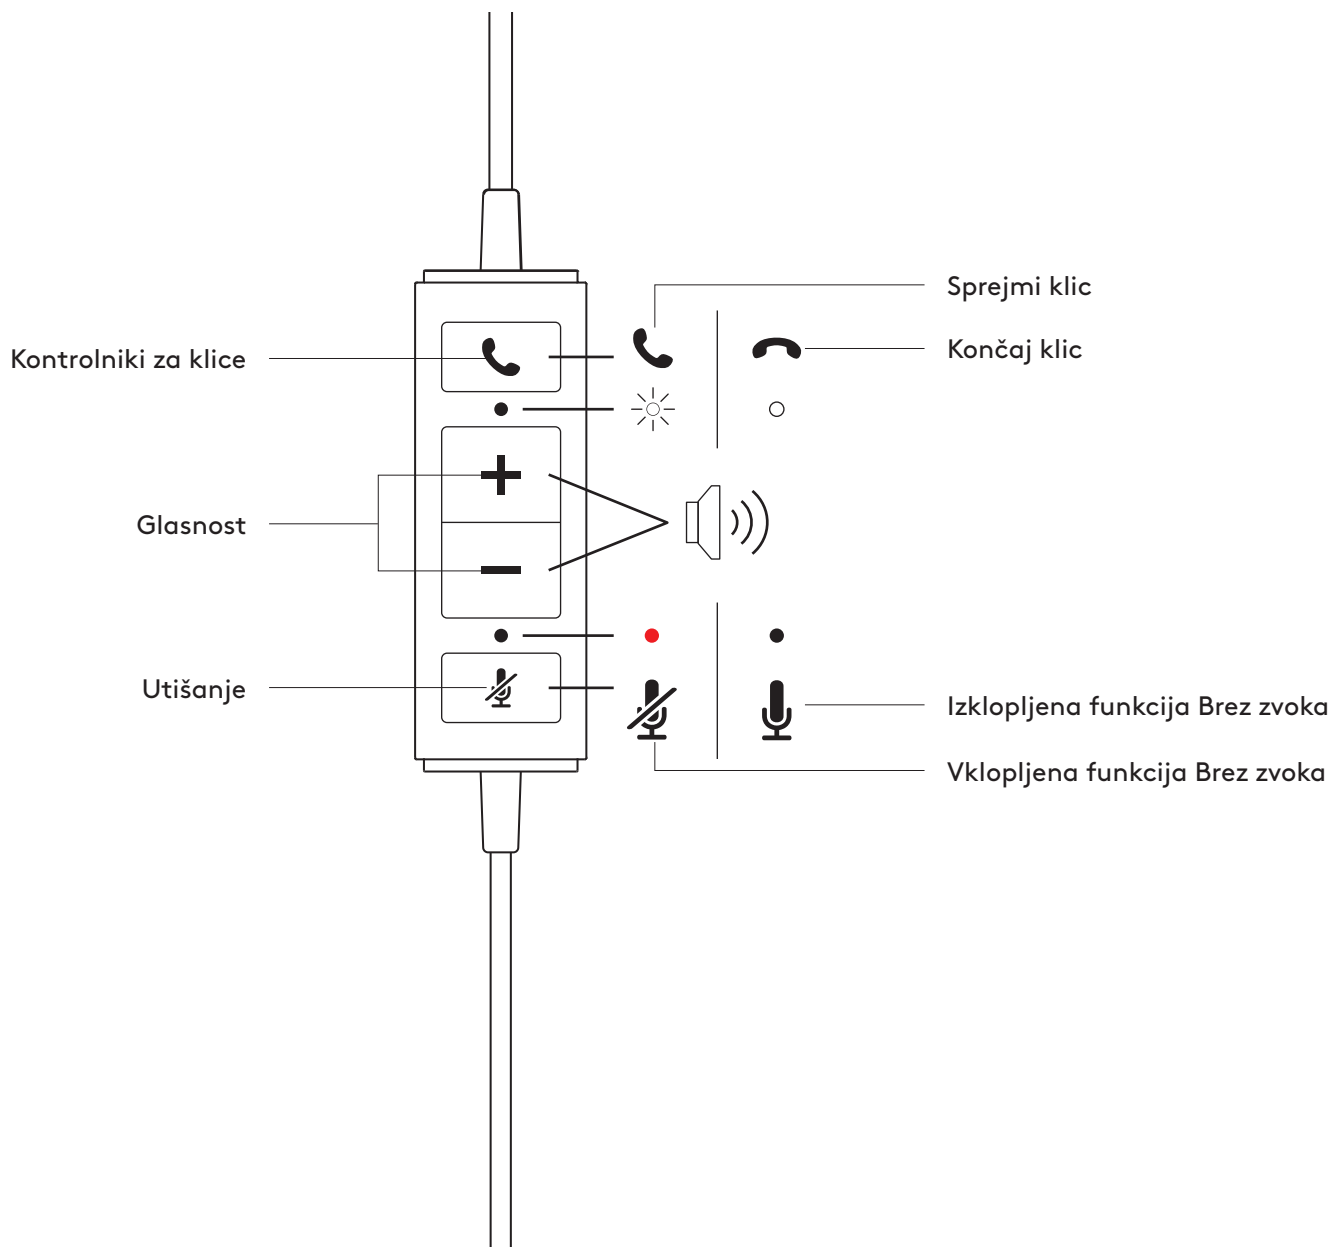 Sprejmi klic
Končaj klic
Kontrolniki za klice
Glasnost
Utišanje
Izklopljena funkcija Brez zvoka
Vklopljena funkcija Brez zvoka